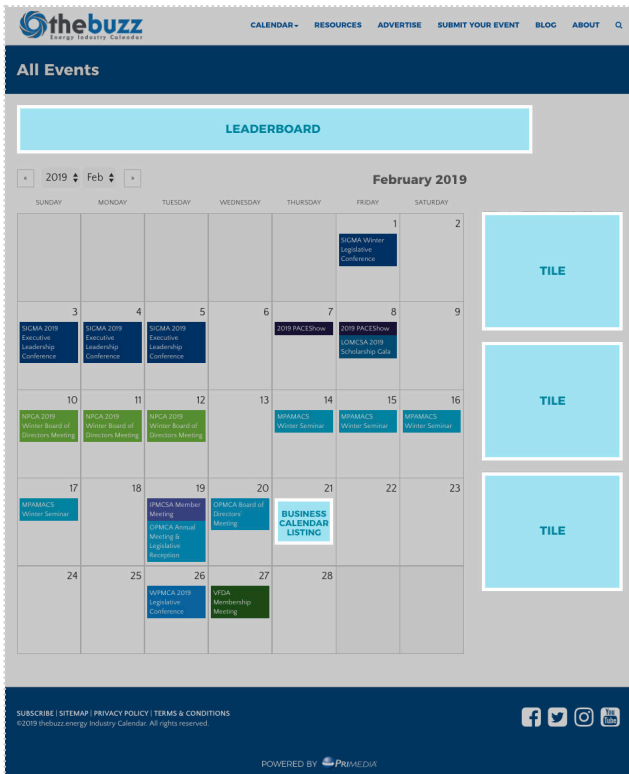 thebuzz
Energy Industry Calendar
CALENDAR RESOURCES ADVERTISE SUBMIT YOUR EVENT BLOG ABOUT
All Events
LEADERBOARD
« 2019 Feb »
February 2019
SUNDAY MONDAY TUESDAY WEDNESDAY THURSDAY FRIDAY SATURDAY
1 2
SIGMA Winter
Legislative
Conference
TILE
3 4 5 6 7 8 9
SIGMA 2019
Executive
Leadership
Conference
SIGMA 2019
Executive
Leadership
Conference
SIGMA 2019
Executive
Leadership
Conference
2019 PACEShow
2019 PACEShow
LOMCSA 2019
Scholarship Gala
TILE
10 11 12 13 14 15 16
NPGA 2019
Winter Board of
Directors Meeting
NPGA 2019
Winter Board of
Directors Meeting
NPGA 2019
Winter Board of
Directors Meeting
MPAMACS
Winter Seminar
MPAMACS
Winter Seminar
MPAMACS
Winter Seminar
17 18 19 20 21 22 23
MPAMACS
Winter Seminar
IPMCSA Member
Meeting
OPMCA Annual
Meeting &
Legislative
Reception
OPMCA Board of
Directors'
Meeting
BUSINESS
CALENDAR
LISTING
TILE
24 25 26 27 28
WPMCA 2019
Legislative
Conference
VFDA
Membership
Meeting
SUBSCRIBE | SITEMAP | PRIVACY POLICY | TERMS & CONDITIONS
©2019 thebuzz.energy Industry Calendar. All rights reserved.
You
Tube
POWERED BY PRIMEDIA